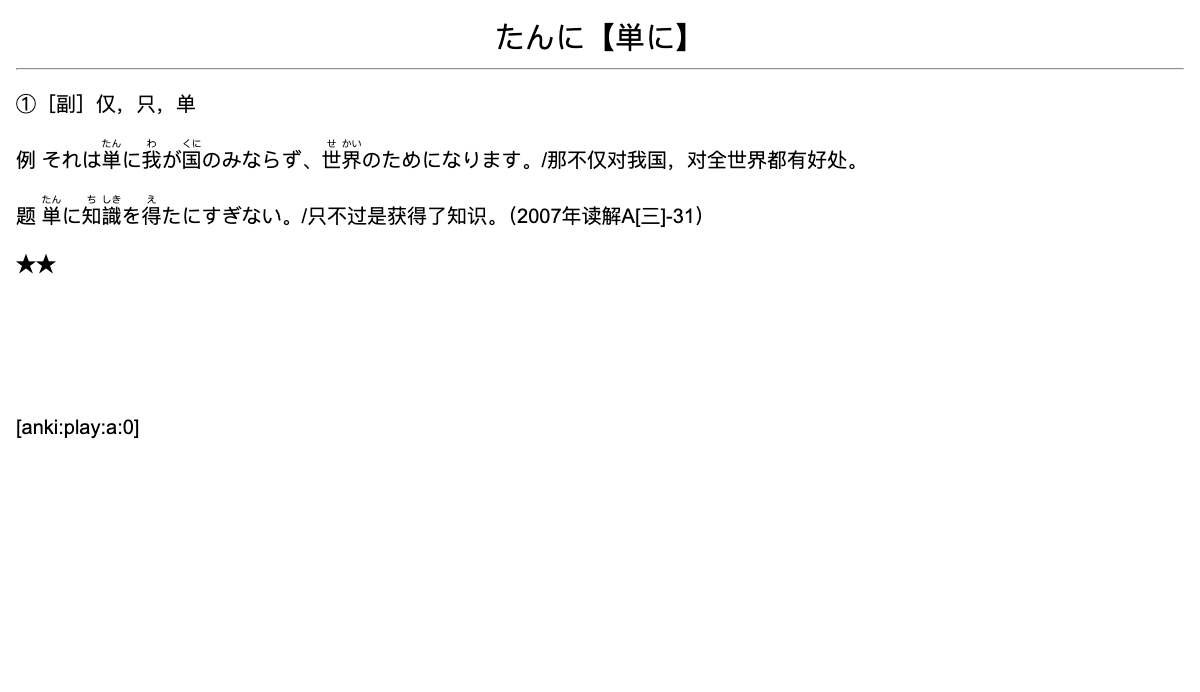 たんに【単に】
①［副］仅，只，单
例 それは単たんに我わが国くにのみならず、世せ界かいのためになります。/那不仅对我国，对全世界都有好处。
题 単たんに知ち識しきを得えたにすぎない。/只不过是获得了知识。（2007年读解A[三]-31）
★★
[anki:play:a:0]